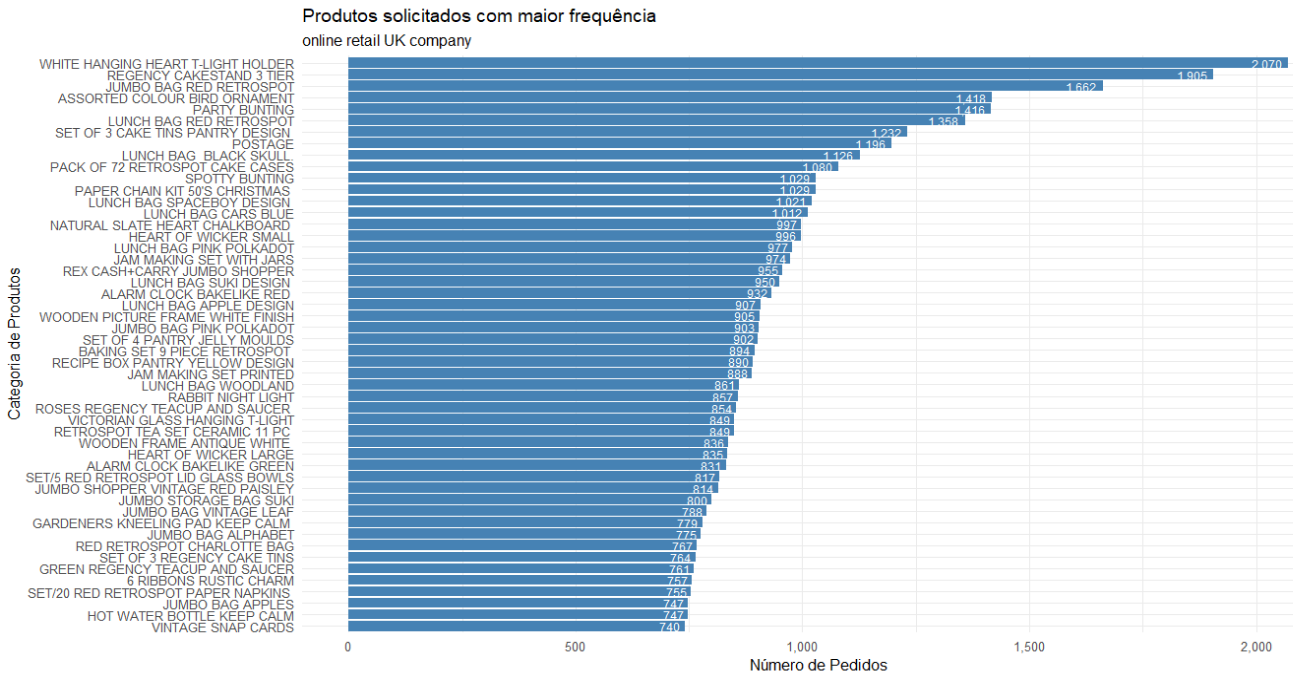 Produtos solicitados com maior frequência
online retail UK company
Categoria de Produtos
WHITE HANGING HEART T-LIGHT HOLDER 2.070
REGENCY CAKESTAND 3 TIER 1.905
JUMBO BAG RED RETROSPOT 1.662
ASSORTED COLOUR BIRD ORNAMENT 1.418
PARTY BUNTING 1.416
LUNCH BAG RED RETROSPOT 1.358
SET OF 3 CAKE TINS PANTRY DESIGN 1.232
POSTAGE 1.196
LUNCH BAG  BLACK SKULL. 1.126
PACK OF 72 RETROSPOT CAKE CASES 1.080
SPOTTY BUNTING 1.029
PAPER CHAIN KIT 50'S CHRISTMAS 1.029
LUNCH BAG SPACEBOY DESIGN 1.021
LUNCH BAG CARS BLUE 1.012
NATURAL SLATE HEART CHALKBOARD 997
HEART OF WICKER SMALL 996
LUNCH BAG PINK POLKADOT 977
JAM MAKING SET WITH JARS 974
REX CASH+CARRY JUMBO SHOPPER 955
LUNCH BAG SUKI DESIGN 950
ALARM CLOCK BAKELIKE RED 932
LUNCH BAG APPLE DESIGN 907
WOODEN PICTURE FRAME WHITE FINISH 905
JUMBO BAG PINK POLKADOT 903
SET OF 4 PANTRY JELLY MOULDS 902
BAKING SET 9 PIECE RETROSPOT 894
RECIPE BOX PANTRY YELLOW DESIGN 890
JAM MAKING SET PRINTED 888
LUNCH BAG WOODLAND 861
RABBIT NIGHT LIGHT 857
ROSES REGENCY TEACUP AND SAUCER 854
VICTORIAN GLASS HANGING T-LIGHT 849
RETROSPOT TEA SET CERAMIC 11 PC 849
WOODEN FRAME ANTIQUE WHITE 836
HEART OF WICKER LARGE 835
ALARM CLOCK BAKELIKE GREEN 831
SET/5 RED RETROSPOT LID GLASS BOWLS 817
JUMBO SHOPPER VINTAGE RED PAISLEY 814
JUMBO STORAGE BAG SUKI 800
JUMBO BAG VINTAGE LEAF 788
GARDENERS KNEELING PAD KEEP CALM 779
JUMBO BAG ALPHABET 775
RED RETROSPOT CHARLOTTE BAG 767
SET OF 3 REGENCY CAKE TINS 764
GREEN REGENCY TEACUP AND SAUCER 761
6 RIBBONS RUSTIC CHARM 757
SET/20 RED RETROSPOT PAPER NAPKINS 755
JUMBO BAG APPLES 747
HOT WATER BOTTLE KEEP CALM 747
VINTAGE SNAP CARDS 740
0 500 1,000 1,500 2,000
Número de Pedidos